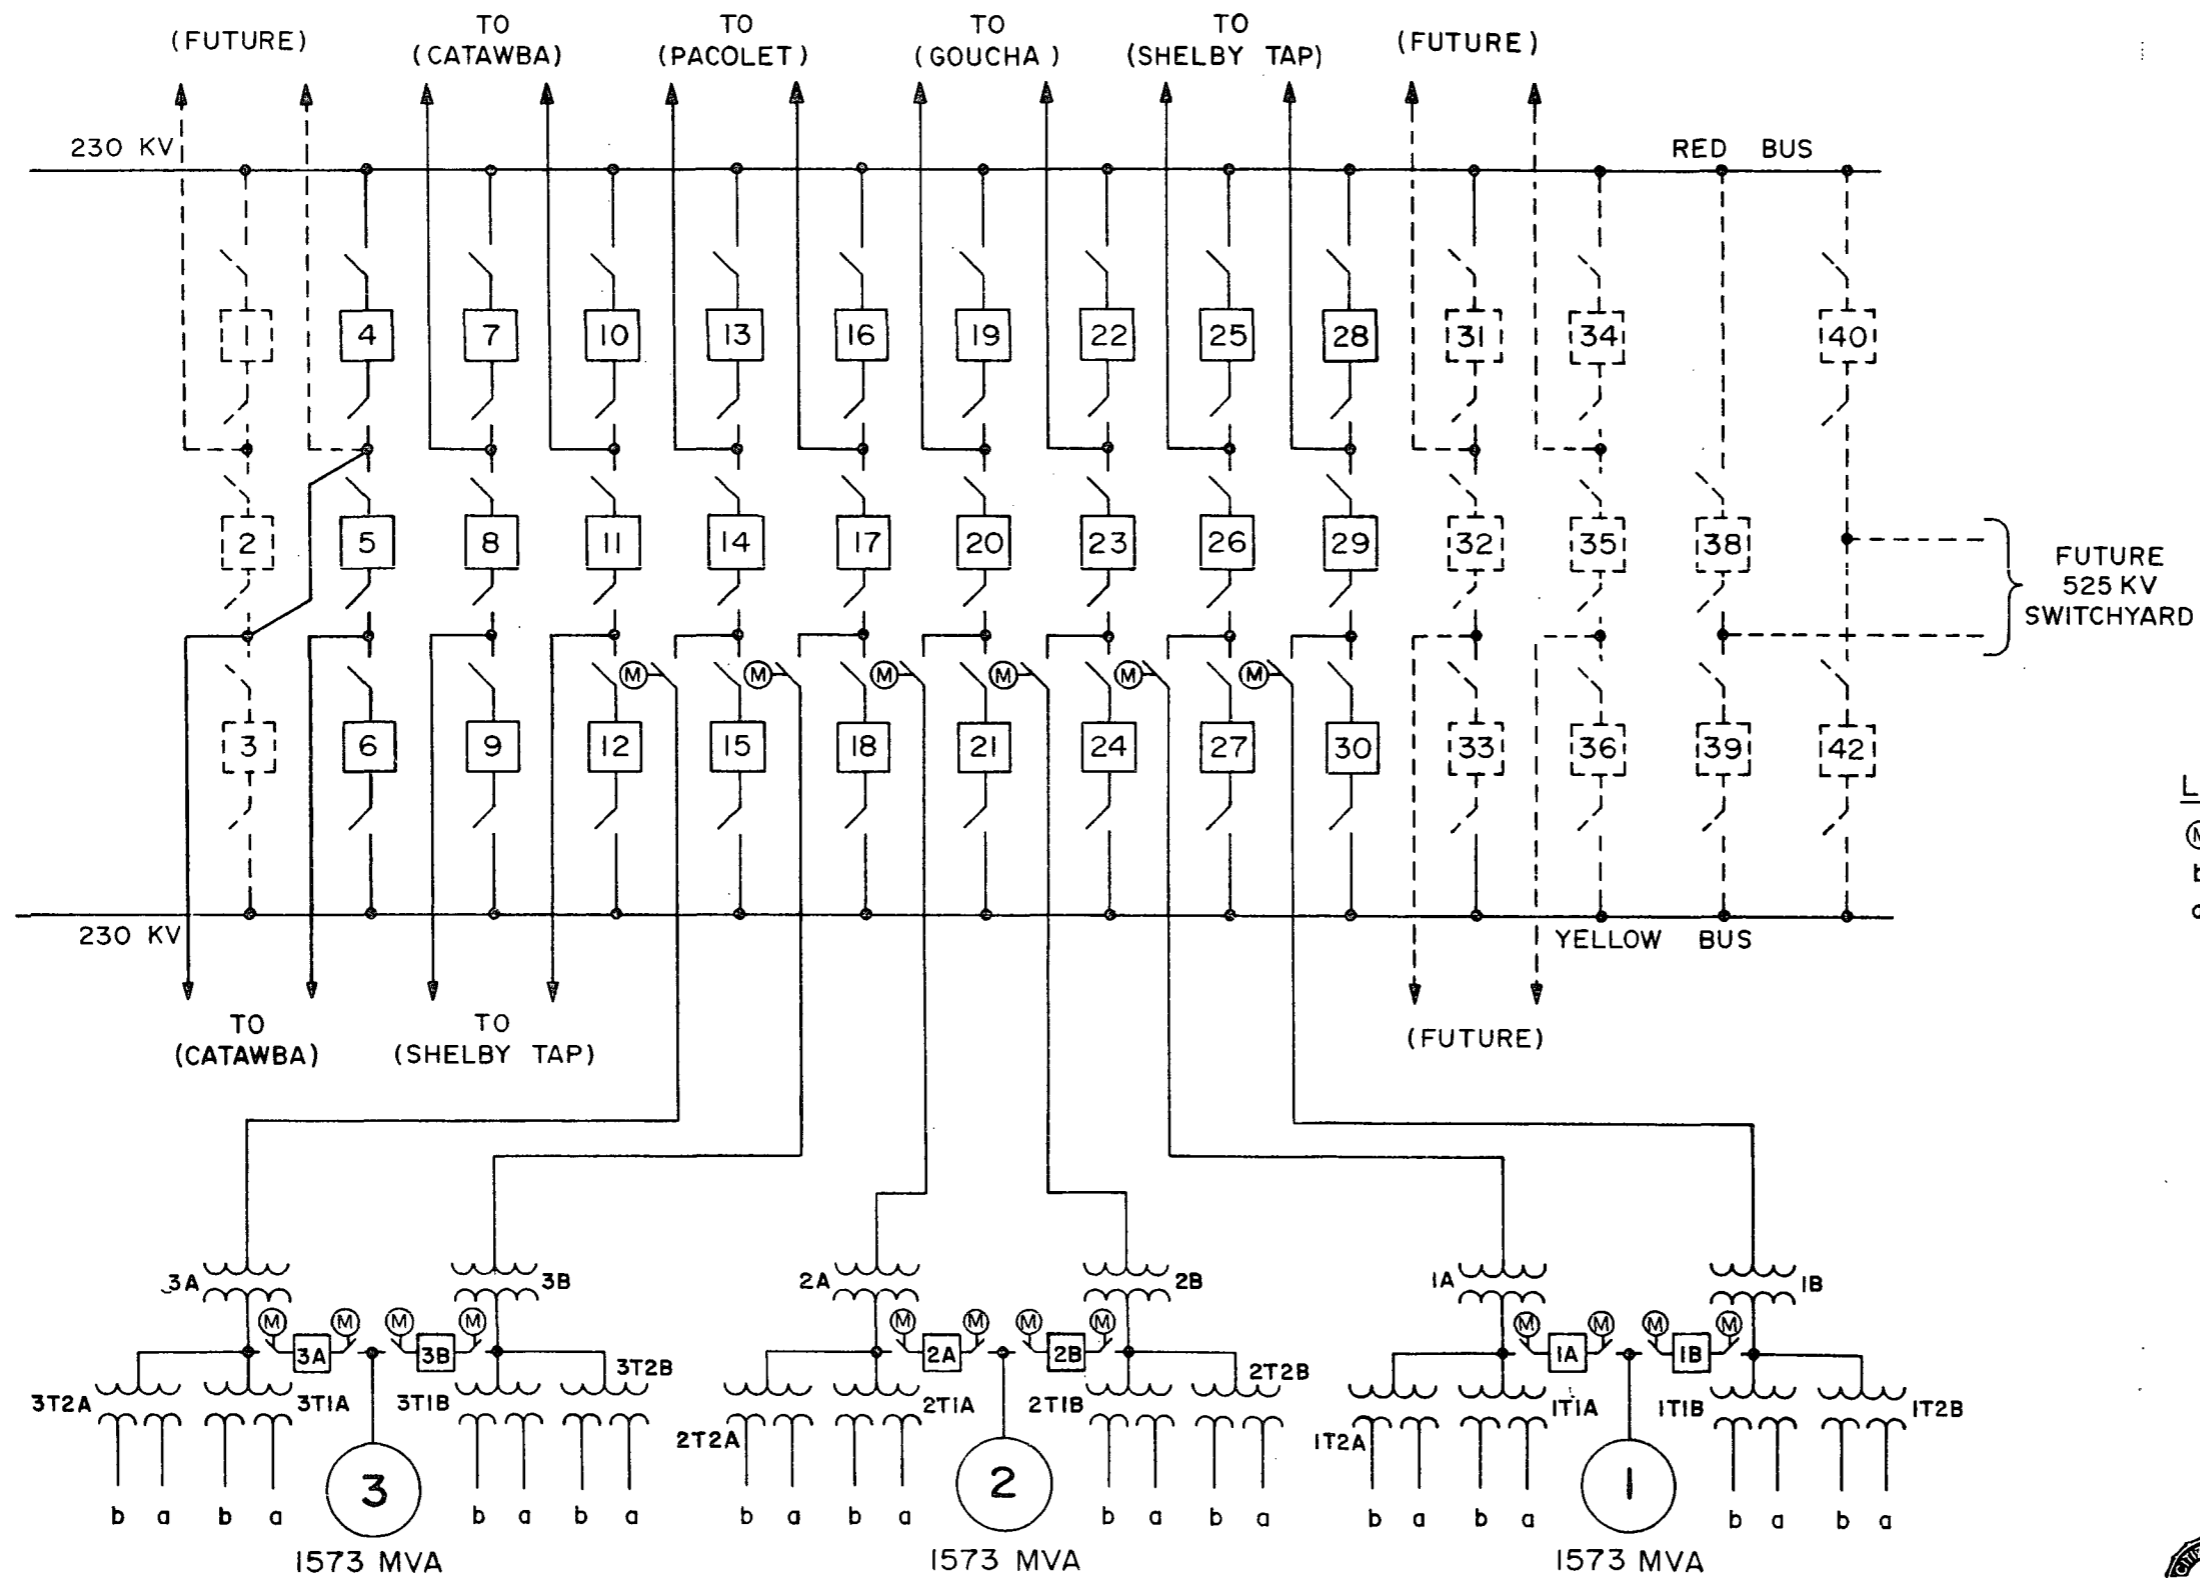 (FUTURE)
TO
(CATAWBA)
TO
(PACOLET)
TO
(GOUCHA)
TO
(SHELBY TAP)
(FUTURE)
230 KV
RED BUS
1
4
7
10
13
16
19
22
25
28
31
34
40
2
5
8
11
14
17
20
23
26
29
32
35
38
FUTURE
525 KV
SWITCHYARD
M
M
M
M
M
M
3
6
9
12
15
18
21
24
27
30
33
36
39
42
L
M
230 KV
YELLOW BUS
TO
(CATAWBA)
TO
(SHELBY TAP)
(FUTURE)
3A
3B
2A
2B
1A
1B
M
M
M
M
M
M
M
M
M
M
M
M
3A
3B
2A
2B
1A
1B
3T2A
3T1A
3T1B
3T2B
2T2A
2T1A
2T1B
2T2B
1T2A
1T1A
1T1B
1T2B
3
2
1
b a b a
b a b a
b a b a
b a b a
b a b a
b a b a
1573 MVA
1573 MVA
1573 MVA